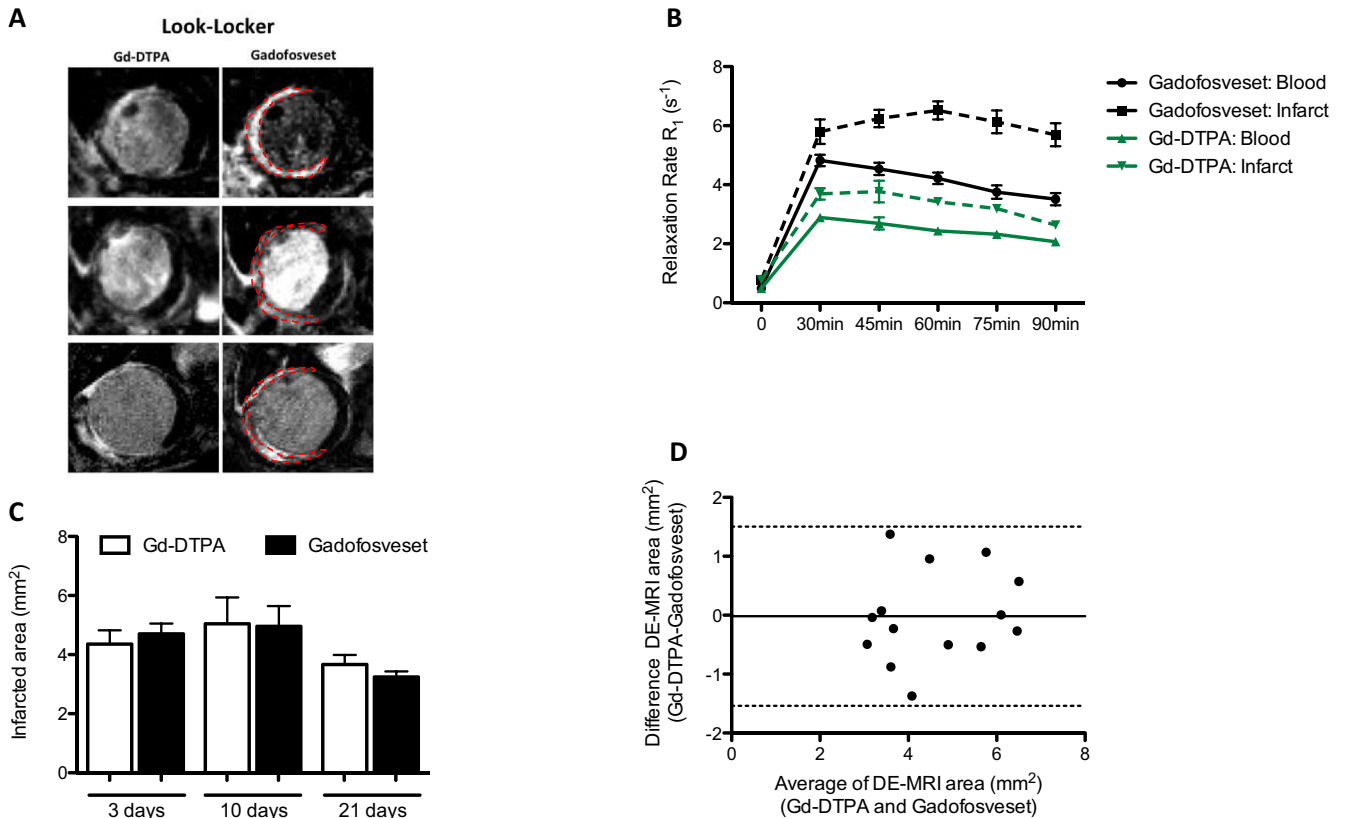 A
Look-Locker
Gd-DTPA Gadofosveset
B
8
6
4
2
0
Relaxation Rate R₁ (s⁻¹)
0 30min 45min 60min 75min 90min
Gadofosveset: Blood
Gadofosveset: Infarct
Gd-DTPA: Blood
Gd-DTPA: Infarct
C
8
6
4
2
0
Infarcted area (mm²)
Gd-DTPA Gadofosveset
3 days 10 days 21 days
D
2
1
0
-1
-2
Difference DE-MRI area (mm²)
(Gd-DTPA-Gadofosveset)
0 2 4 6 8
Average of DE-MRI area (mm²)
(Gd-DTPA and Gadofosveset)